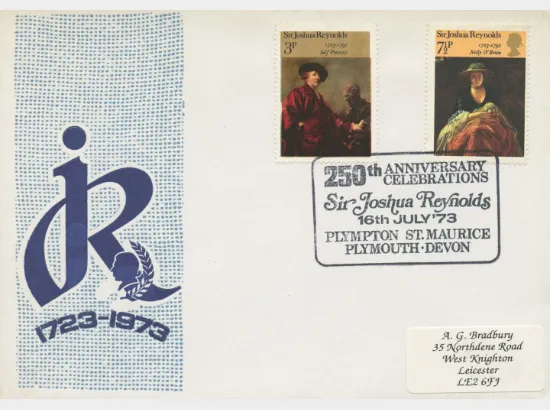 Sir Joshua Reynolds
3P
1723-1792
Self Portrait
Sir Joshua Reynolds
7½P
1723-1792
Nelly O'Brien
250th ANNIVERSARY
CELEBRATIONS
Sir Joshua Reynolds
16th JULY '73
PLYMPTON ST. MAURICE
PLYMOUTH · DEVON
jR
1723-1973
A. G. Bradbury
35 Northdene Road
West Knighton
Leicester
LE2 6FJ